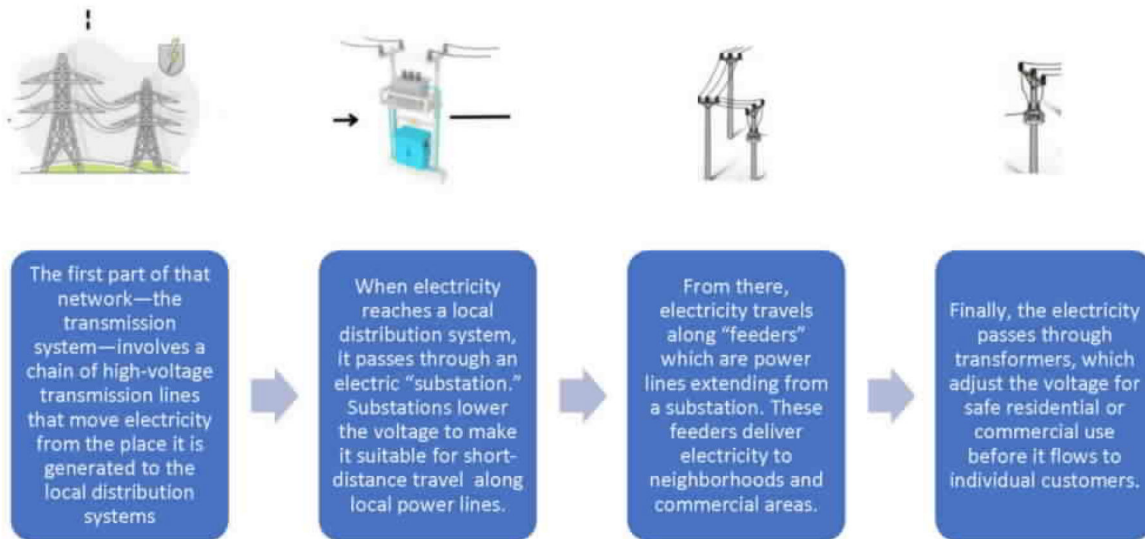 The first part of that
network—the
transmission
system—involves a
chain of high-voltage
transmission lines
that move electricity
from the place it is
generated to the
local distribution
systems
When electricity
reaches a local
distribution system,
it passes through an
electric “substation.”
Substations lower
the voltage to make
it suitable for short-
distance travel along
local power lines.
From there,
electricity travels
along “feeders”
which are power
lines extending from
a substation. These
feeders deliver
electricity to
neighborhoods and
commercial areas.
Finally, the electricity
passes through
transformers, which
adjust the voltage for
safe residential or
commercial use
before it flows to
individual customers.